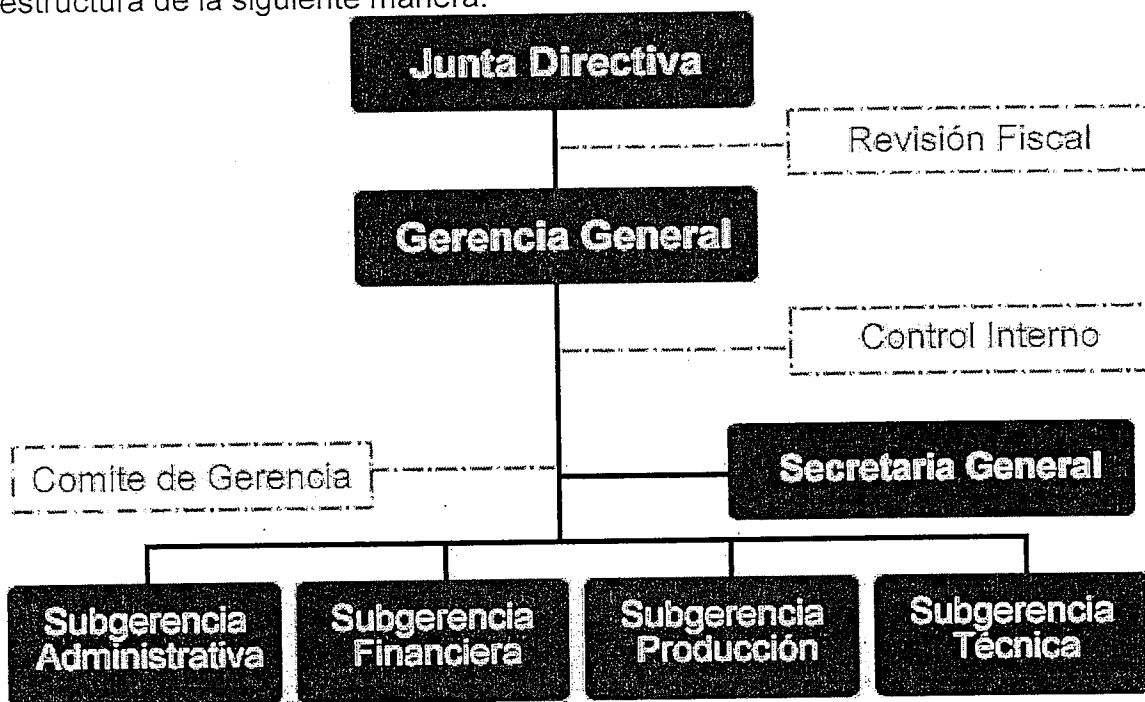 estructura de la siguiente manera:
Junta Directiva
Revisión Fiscal
Gerencia General
Control Interno
Comite de Gerencia
Secretaria General
Subgerencia
Administrativa
Subgerencia
Financiera
Subgerencia
Producción
Subgerencia
Técnica